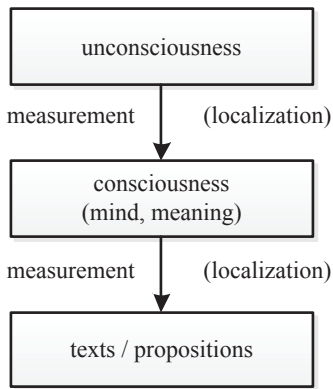 unconsciousness
measurement (localization)
consciousness
(mind, meaning)
measurement (localization)
texts / propositions